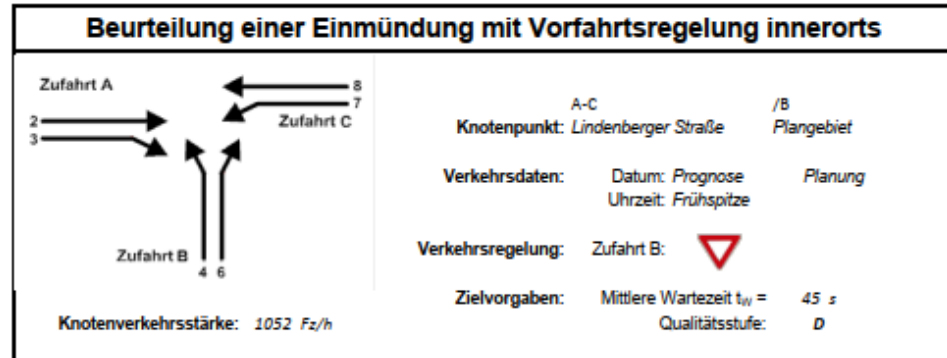 Beurteilung einer Einmündung mit Vorfahrtsregelung innerorts
Zufahrt A
8
7
Zufahrt C
2
3
Zufahrt B
4 6
Knotenverkehrsstärke: 1052 Fz/h
A-C /B
Knotenpunkt: Lindenberger Straße Plangebiet
Verkehrsdaten: Datum: Prognose Planung
Uhrzeit: Frühspitze
Verkehrsregelung: Zufahrt B:
Zielvorgaben: Mittlere Wartezeit tW = 45 s
Qualitätsstufe: D